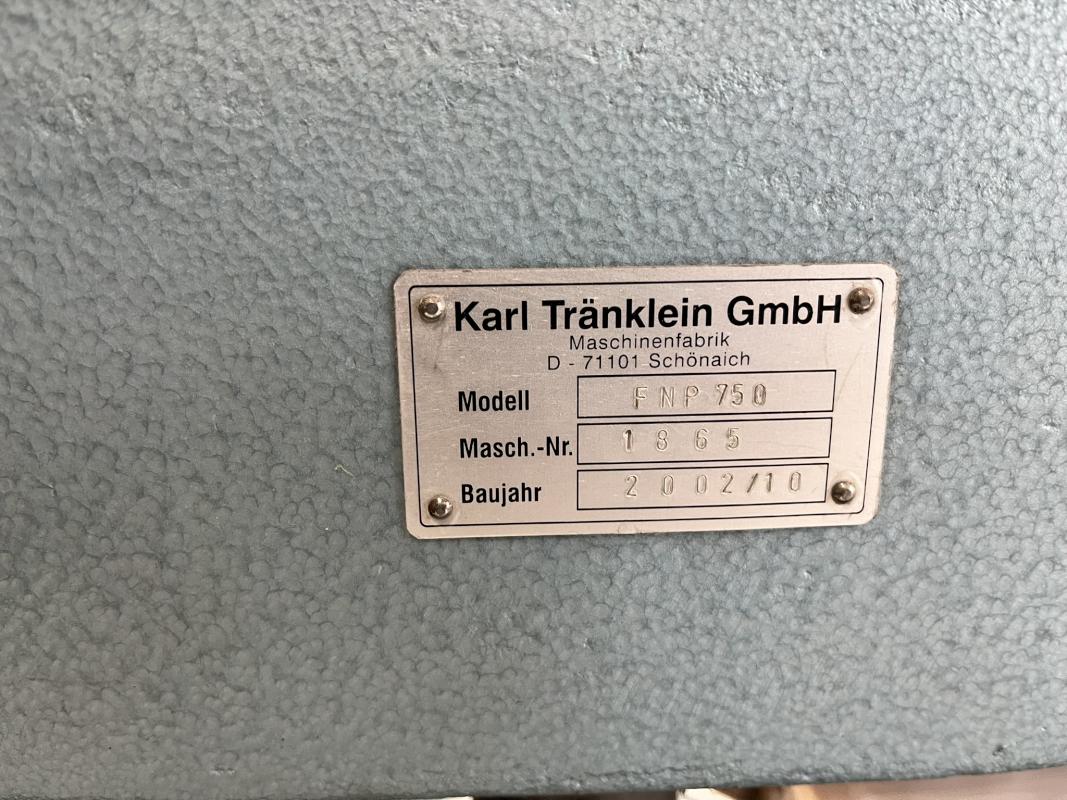 Karl Tränklein GmbH
Maschinenfabrik
D - 71101 Schönaich
Modell FNP 750
Masch.-Nr. 1865
Baujahr 2002/10